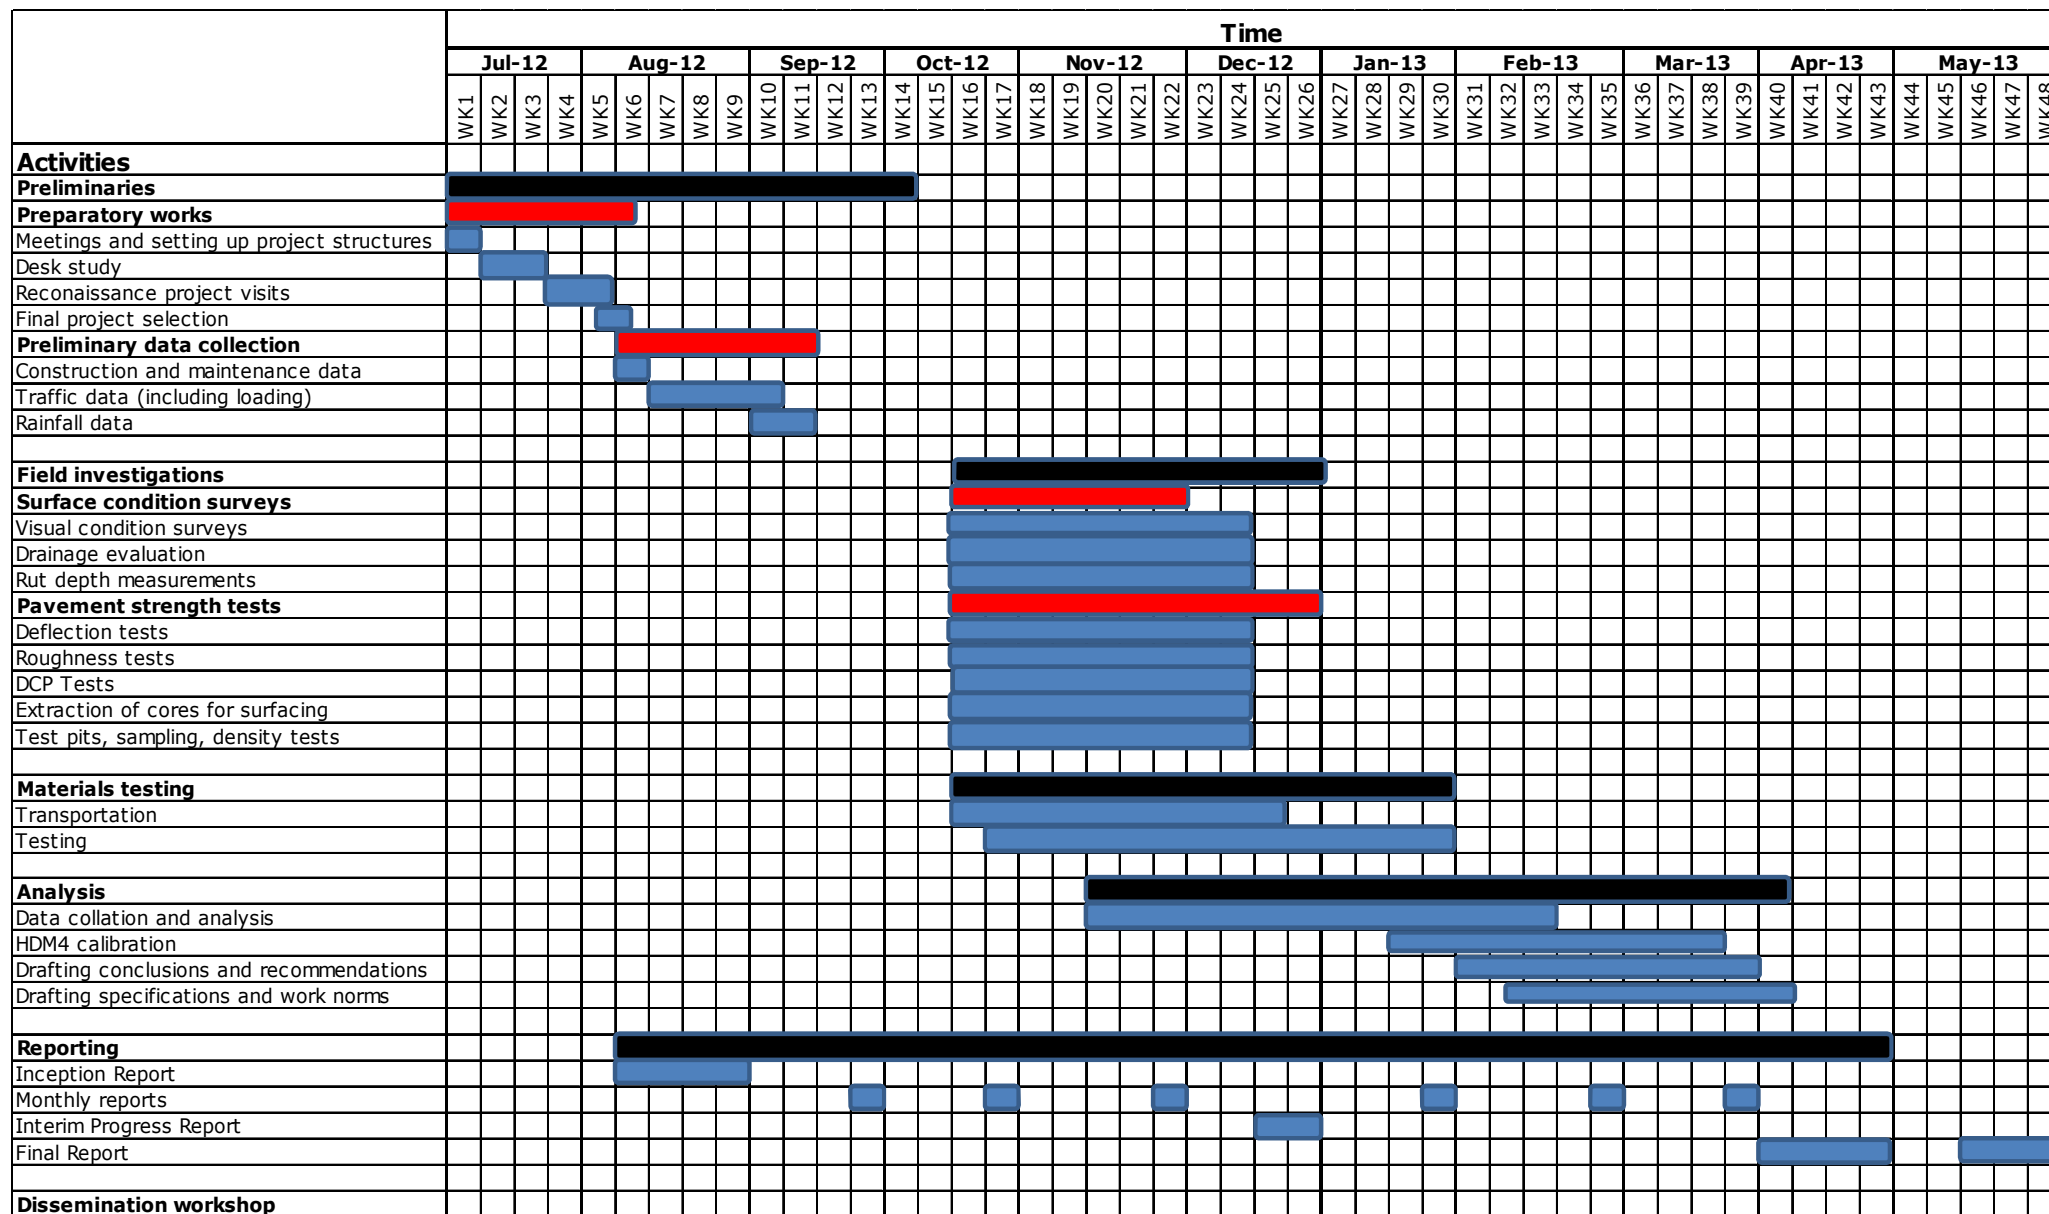 Time
Jul-12 Aug-12 Sep-12 Oct-12 Nov-12 Dec-12 Jan-13 Feb-13 Mar-13 Apr-13 May-13
WK1 WK2 WK3 WK4 WK5 WK6 WK7 WK8 WK9 WK10 WK11 WK12 WK13 WK14 WK15 WK16 WK17 WK18 WK19 WK20 WK21 WK22 WK23 WK24 WK25 WK26 WK27 WK28 WK29 WK30 WK31 WK32 WK33 WK34 WK35 WK36 WK37 WK38 WK39 WK40 WK41 WK42 WK43 WK44 WK45 WK46 WK47 WK48
Activities
Preliminaries
Preparatory works
Meetings and setting up project structures
Desk study
Reconaissance project visits
Final project selection
Preliminary data collection
Construction and maintenance data
Traffic data (including loading)
Rainfall data
Field investigations
Surface condition surveys
Visual condition surveys
Drainage evaluation
Rut depth measurements
Pavement strength tests
Deflection tests
Roughness tests
DCP Tests
Extraction of cores for surfacing
Test pits, sampling, density tests
Materials testing
Transportation
Testing
Analysis
Data collation and analysis
HDM4 calibration
Drafting conclusions and recommendations
Drafting specifications and work norms
Reporting
Inception Report
Monthly reports
Interim Progress Report
Final Report
Dissemination workshop